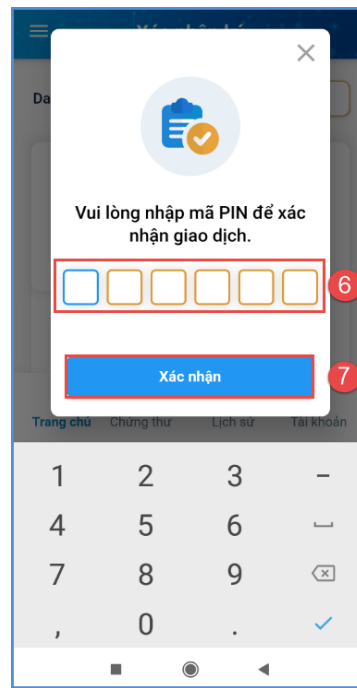 Da
Vui lòng nhập mã PIN để xác
nhận giao dịch.
6
Xác nhận
7
Trang chủ Chứng thư Lịch sử Tài khoản
1 2 3 −
4 5 6
7 8 9
, 0 .